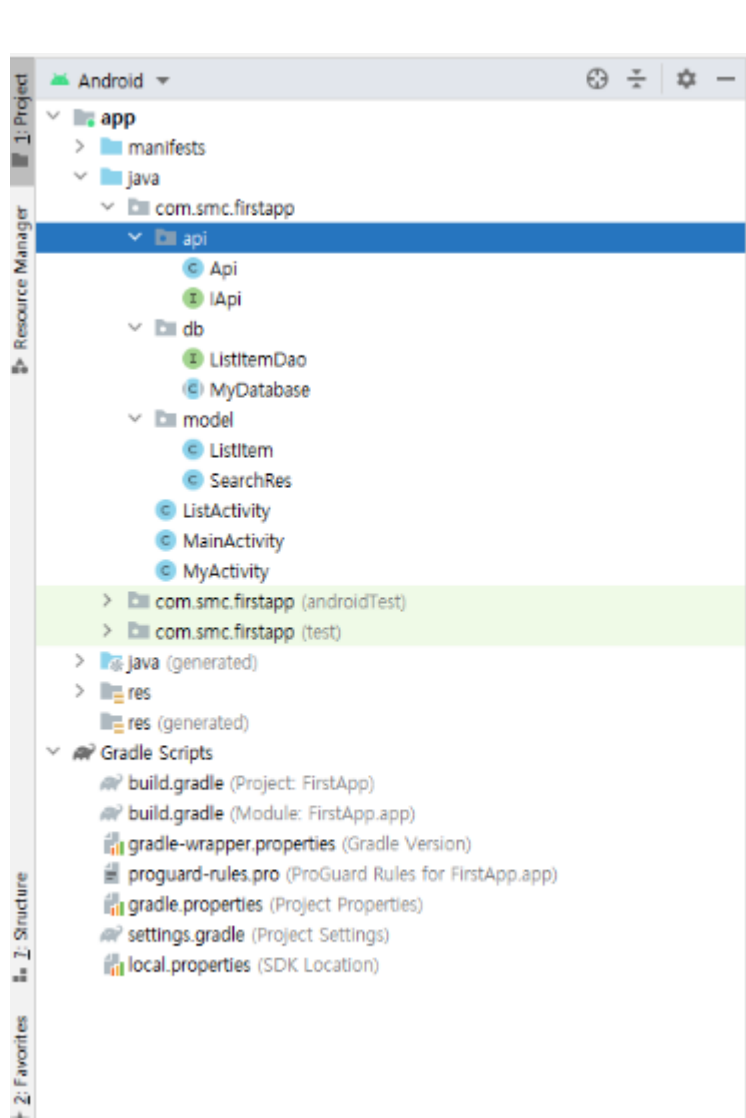 1: Project
Resource Manager
7: Structure
2: Favorites
Android
app
manifests
java
com.smc.firstapp
api
Api
IApi
db
ListItemDao
MyDatabase
model
ListItem
SearchRes
ListActivity
MainActivity
MyActivity
com.smc.firstapp (androidTest)
com.smc.firstapp (test)
java (generated)
res
res (generated)
Gradle Scripts
build.gradle (Project: FirstApp)
build.gradle (Module: FirstApp.app)
gradle-wrapper.properties (Gradle Version)
proguard-rules.pro (ProGuard Rules for FirstApp.app)
gradle.properties (Project Properties)
settings.gradle (Project Settings)
local.properties (SDK Location)